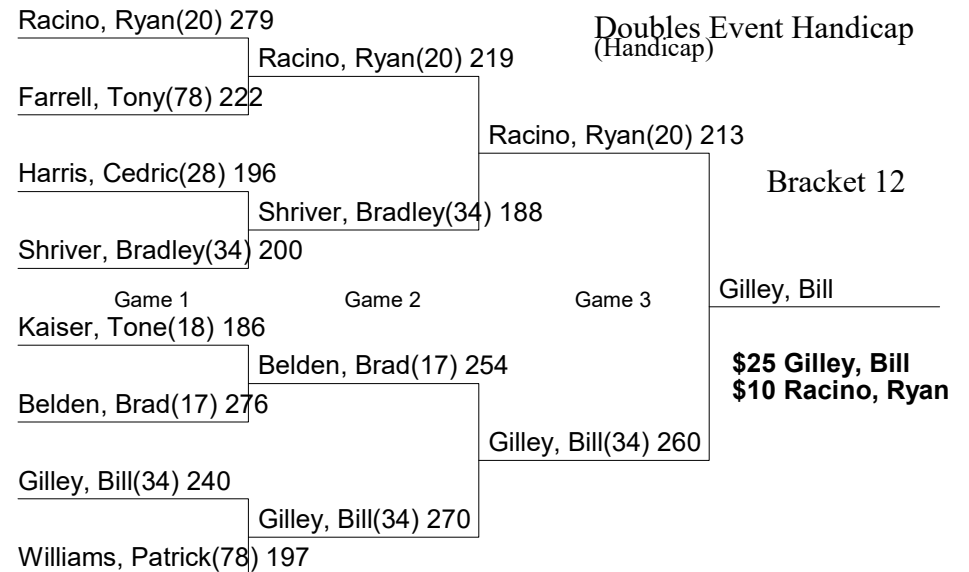 Racino, Ryan(20) 279
Doubles Event Handicap
(Handicap)
Racino, Ryan(20) 219
Farrell, Tony(78) 222
Racino, Ryan(20) 213
Harris, Cedric(28) 196
Bracket 12
Shriver, Bradley(34) 188
Shriver, Bradley(34) 200
Game 1
Game 2
Game 3
Gilley, Bill
Kaiser, Tone(18) 186
Belden, Brad(17) 254
$25 Gilley, Bill
$10 Racino, Ryan
Belden, Brad(17) 276
Gilley, Bill(34) 260
Gilley, Bill(34) 240
Gilley, Bill(34) 270
Williams, Patrick(78) 197